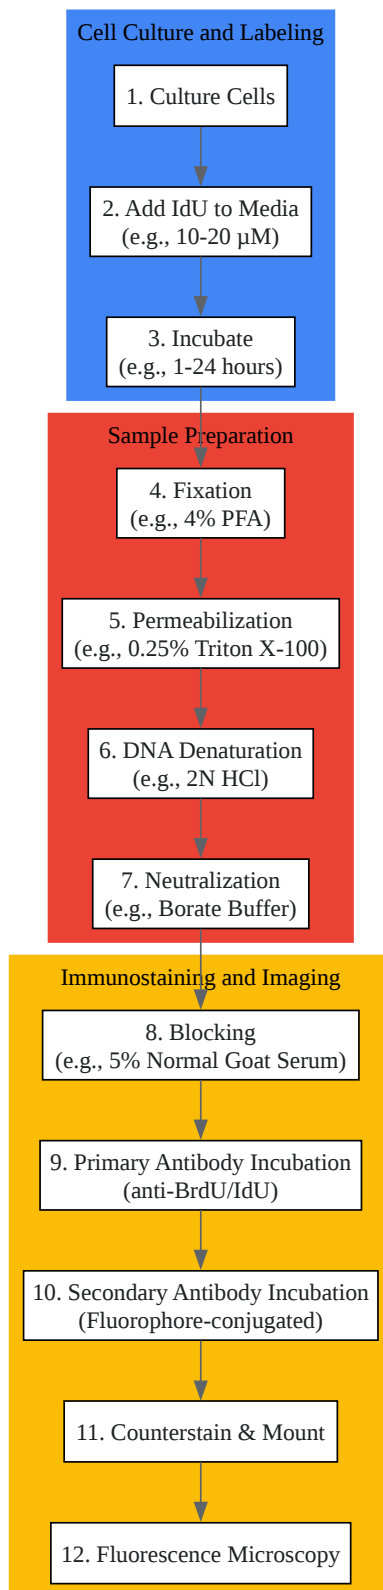 Cell Culture and Labeling
1. Culture Cells
2. Add IdU to Media
(e.g., 10-20 µM)
3. Incubate
(e.g., 1-24 hours)
Sample Preparation
4. Fixation
(e.g., 4% PFA)
5. Permeabilization
(e.g., 0.25% Triton X-100)
6. DNA Denaturation
(e.g., 2N HCl)
7. Neutralization
(e.g., Borate Buffer)
Immunostaining and Imaging
8. Blocking
(e.g., 5% Normal Goat Serum)
9. Primary Antibody Incubation
(anti-BrdU/IdU)
10. Secondary Antibody Incubation
(Fluorophore-conjugated)
11. Counterstain & Mount
12. Fluorescence Microscopy